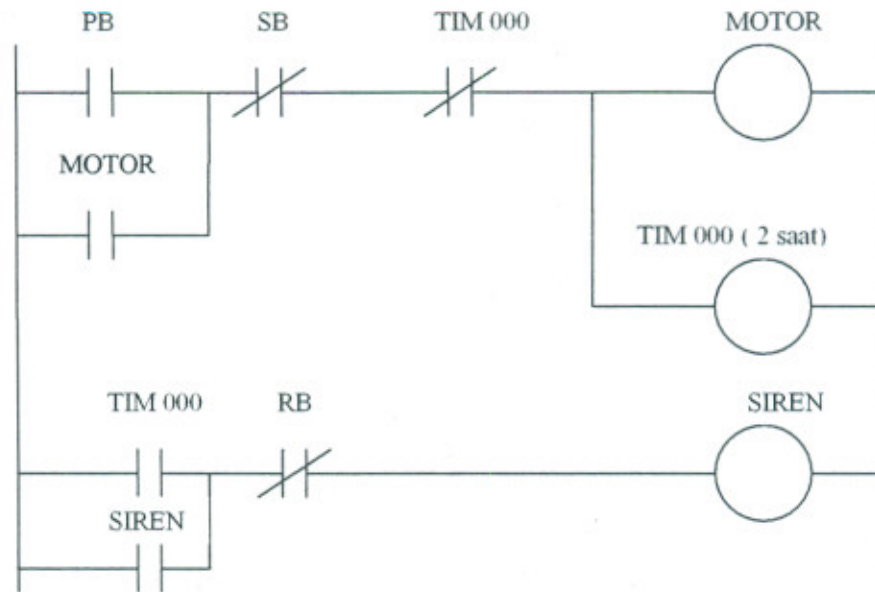 PB SB TIM 000 MOTOR
MOTOR
TIM 000 ( 2 saat)
TIM 000 RB SIREN
SIREN